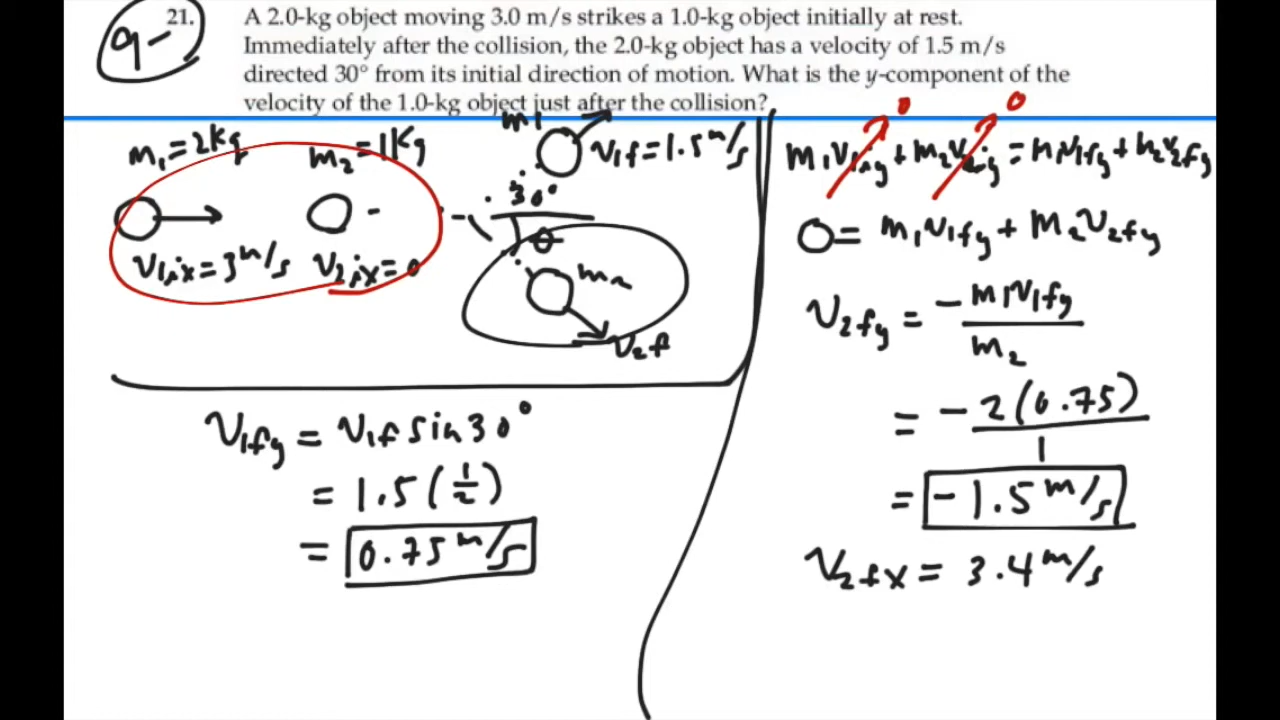 9-
21. A 2.0-kg object moving 3.0 m/s strikes a 1.0-kg object initially at rest.
Immediately after the collision, the 2.0-kg object has a velocity of 1.5 m/s
directed 30° from its initial direction of motion. What is the y-component of the
velocity of the 1.0-kg object just after the collision?
m₁=2kg
m₂=1Kg
V₁ᵢₓ=3m/s
V₂ᵢₓ=0
m1
V1f=1.5m/s
30°
θ
m₂
V₂f
0 0
m₁V₁ᵢy+m₂V₂ᵢy=m₁V₁fy+m₂V₂fy
0= m₁V₁fy+m₂V₂fy
V₂fy = -m₁V₁fy/m₂
= -2(0.75)/1
= -1.5 m/s
V₂fx = 3.4 m/s
V₁fy = V₁f sin30°
= 1.5(1/2)
= 0.75 m/s